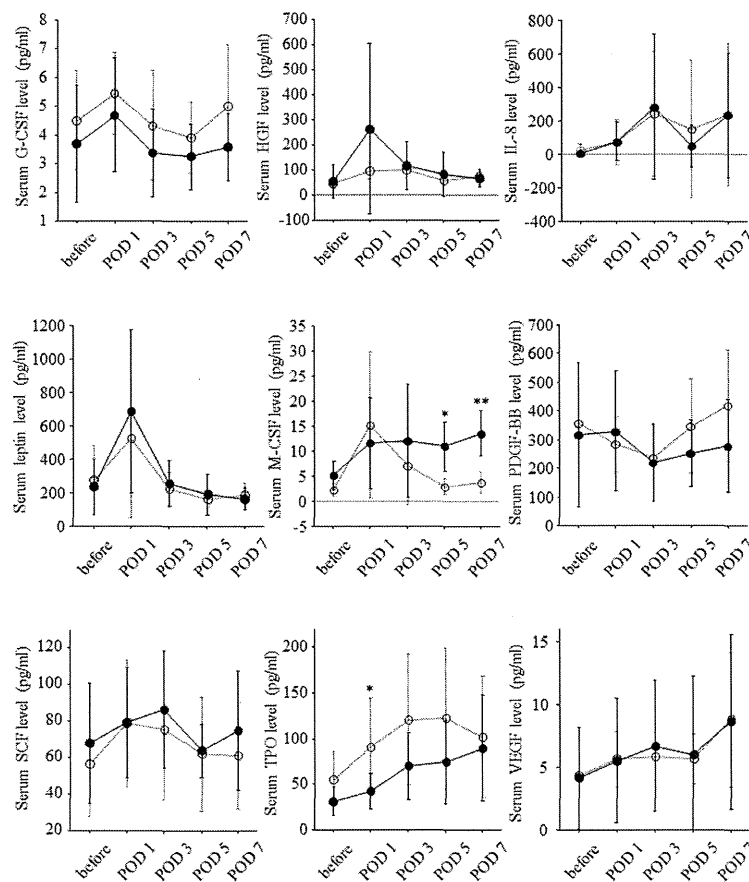 Serum G-CSF level (pg/ml)
8
7
6
5
4
3
2
1
before
POD 1
POD 3
POD 5
POD 7
Serum HGF level (pg/ml)
700
600
500
400
300
200
100
0
-100
before
POD 1
POD 3
POD 5
POD 7
Serum IL-8 level (pg/ml)
800
600
400
200
0
-200
-400
before
POD 1
POD 3
POD 5
POD 7
Serum leptin level (pg/ml)
1200
1000
800
600
400
200
0
before
POD 1
POD 3
POD 5
POD 7
Serum M-CSF level (pg/ml)
35
30
25
20
15
10
5
0
-5
*
**
before
POD 1
POD 3
POD 5
POD 7
Serum PDGF-BB level (pg/ml)
700
600
500
400
300
200
100
0
before
POD 1
POD 3
POD 5
POD 7
Serum SCF level (pg/ml)
120
100
80
60
40
20
before
POD 1
POD 3
POD 5
POD 7
Serum TPO level (pg/ml)
200
150
100
50
0
*
before
POD 1
POD 3
POD 5
POD 7
Serum VEGF level (pg/ml)
15
10
5
0
before
POD 1
POD 3
POD 5
POD 7